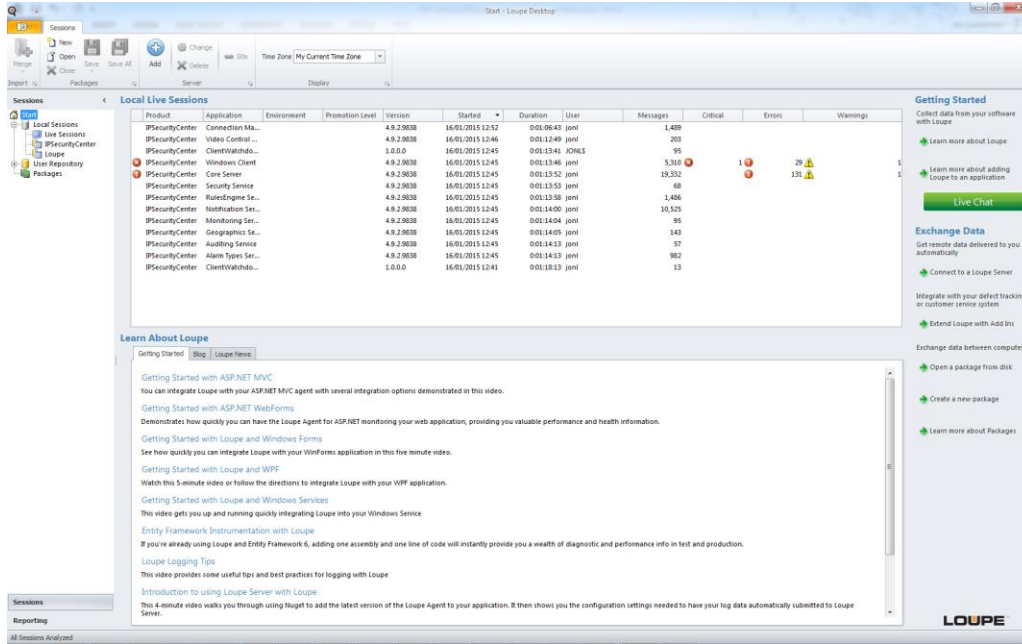 Start - Loupe Desktop
Sessions
Merge
New
Open
Close
Save
Save All
Add
Change
Delete
Site
Time Zone My Current Time Zone
Import
Packages
Server
Display
Sessions
Start
Local Sessions
Live Sessions
IPSecurityCenter
Loupe
User Repository
Packages
Local Live Sessions
Product Application Environment Promotion Level Version Started Duration User Messages Critical Errors Warnings
IPSecurityCenter Connection Ma... 4.9.2.9838 16/01/2015 12:52 0:01:06:43 jonl 1,489
IPSecurityCenter Video Control ... 4.9.2.9838 16/01/2015 12:46 0:01:12:49 jonl 203
IPSecurityCenter ClientWatchdo... 1.0.0.0 16/01/2015 12:45 0:01:13:41 JONLS 95
IPSecurityCenter Windows Client 4.9.2.9838 16/01/2015 12:45 0:01:13:46 jonl 5,310 1 29 1
IPSecurityCenter Core Server 4.9.2.9838 16/01/2015 12:45 0:01:13:52 jonl 19,332 131 1
IPSecurityCenter Security Service 4.9.2.9838 16/01/2015 12:45 0:01:13:53 jonl 68
IPSecurityCenter RulesEngine Se... 4.9.2.9838 16/01/2015 12:45 0:01:13:58 jonl 1,486
IPSecurityCenter Notification Ser... 4.9.2.9838 16/01/2015 12:45 0:01:14:00 jonl 10,525
IPSecurityCenter Monitoring Ser... 4.9.2.9838 16/01/2015 12:45 0:01:14:04 jonl 95
IPSecurityCenter Geographics Se... 4.9.2.9838 16/01/2015 12:45 0:01:14:05 jonl 143
IPSecurityCenter Auditing Service 4.9.2.9838 16/01/2015 12:45 0:01:14:13 jonl 57
IPSecurityCenter Alarm Types Ser... 4.9.2.9838 16/01/2015 12:45 0:01:14:13 jonl 982
IPSecurityCenter ClientWatchdo... 1.0.0.0 16/01/2015 12:41 0:01:18:13 jonl 13
Learn About Loupe
Getting Started Blog Loupe News
Getting Started with ASP.NET MVC
You can integrate Loupe with your ASP.NET MVC agent with several integration options demonstrated in this video.
Getting Started with ASP.NET WebForms
Demonstrates how quickly you can have the Loupe Agent for ASP.NET monitoring your web application, providing you valuable performance and health information.
Getting Started with Loupe and Windows Forms
See how quickly you can integrate Loupe with your WinForms application in this five minute video.
Getting Started with Loupe and WPF
Watch this 5-minute video or follow the directions to integrate Loupe with your WPF application.
Getting Started with Loupe and Windows Services
This video gets you up and running quickly integrating Loupe into your Windows Service
Entity Framework Instrumentation with Loupe
If you're already using Loupe and Entity Framework 6, adding one assembly and one line of code will instantly provide you a wealth of diagnostic and performance info in test and production.
Loupe Logging Tips
This video provides some useful tips and best practices for logging with Loupe
Introduction to using Loupe Server with Loupe
This 4-minute video walks you through using Nuget to add the latest version of the Loupe Agent to your application. It then shows you the configuration settings needed to have your log data automatically submitted to Loupe
Server.
Getting Started
Collect data from your software
with Loupe
Learn more about Loupe
Learn more about adding
Loupe to an application
Live Chat
Exchange Data
Get remote data delivered to you
automatically
Connect to a Loupe Server
Integrate with your defect trackin
or customer service system
Extend Loupe with Add Ins
Exchange data between compute
Open a package from disk
Create a new package
Learn more about Packages
LOUPE
Sessions
Reporting
All Sessions Analyzed